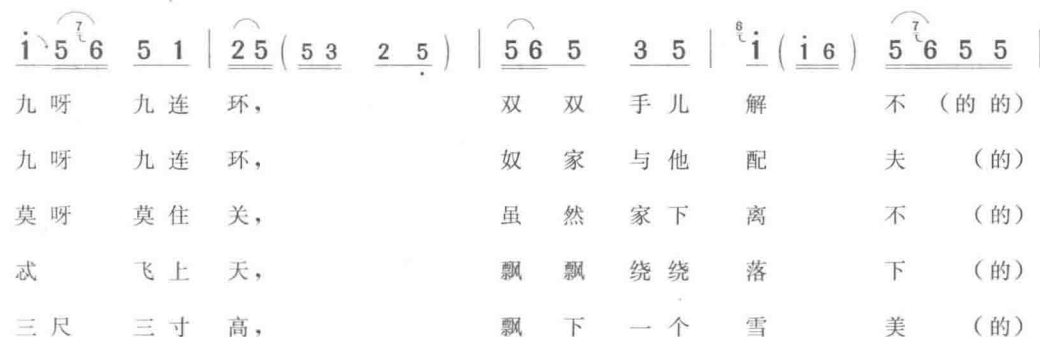 i 5 6 5 1 | 2 5 ( 5 3 2 5 ) | 5 6 5 3 5 | i ( i 6 ) 5 6 5 5 |
九呀 九连 环， 双 双 手儿 解 不 （的 的）
九呀 九连 环， 奴 家 与他 配 夫 （的）
莫呀 莫住 关， 虽 然 家下 离 不 （的）
忒 飞上 天， 飘 飘 绕绕 落 下 （的）
三尺 三寸 高， 飘 下 一个 雪 美 （的）